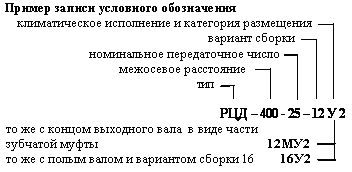 Пример записи условного обозначения
климатическое исполнение и категория размещения
вариант сборки
номинальное передаточное число
межосевое расстояние
тип
РЦД – 400 – 25 – 12 У 2
то же с концом выходного вала в виде части
зубчатой муфты 12МУ2
то же с полым валом и вариантом сборки 16 16У2